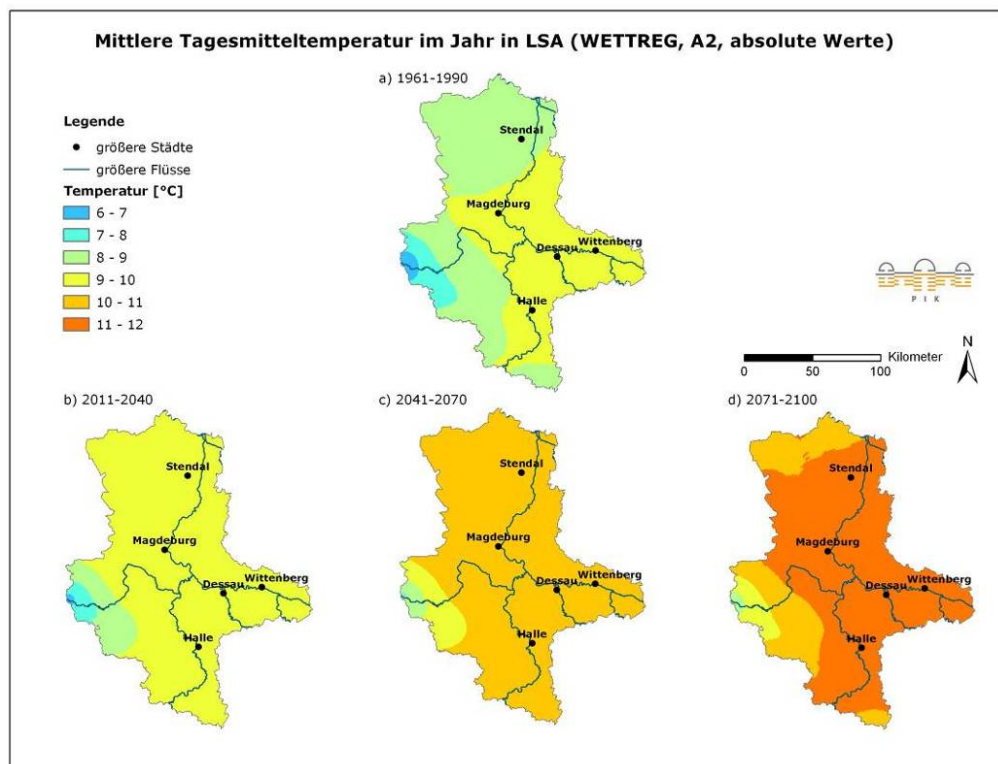 Mittlere Tagesmitteltemperatur im Jahr in LSA (WETTREG, A2, absolute Werte)
a) 1961-1990
Stendal
Magdeburg
Dessau
Wittenberg
Halle
Legende
größere Städte
größere Flüsse
Temperatur [°C]
6 - 7
7 - 8
8 - 9
9 - 10
10 - 11
11 - 12
P I K
Kilometer
0 50 100
N
b) 2011-2040
Stendal
Magdeburg
Dessau
Wittenberg
Halle
c) 2041-2070
Stendal
Magdeburg
Dessau
Wittenberg
Halle
d) 2071-2100
Stendal
Magdeburg
Dessau
Wittenberg
Halle